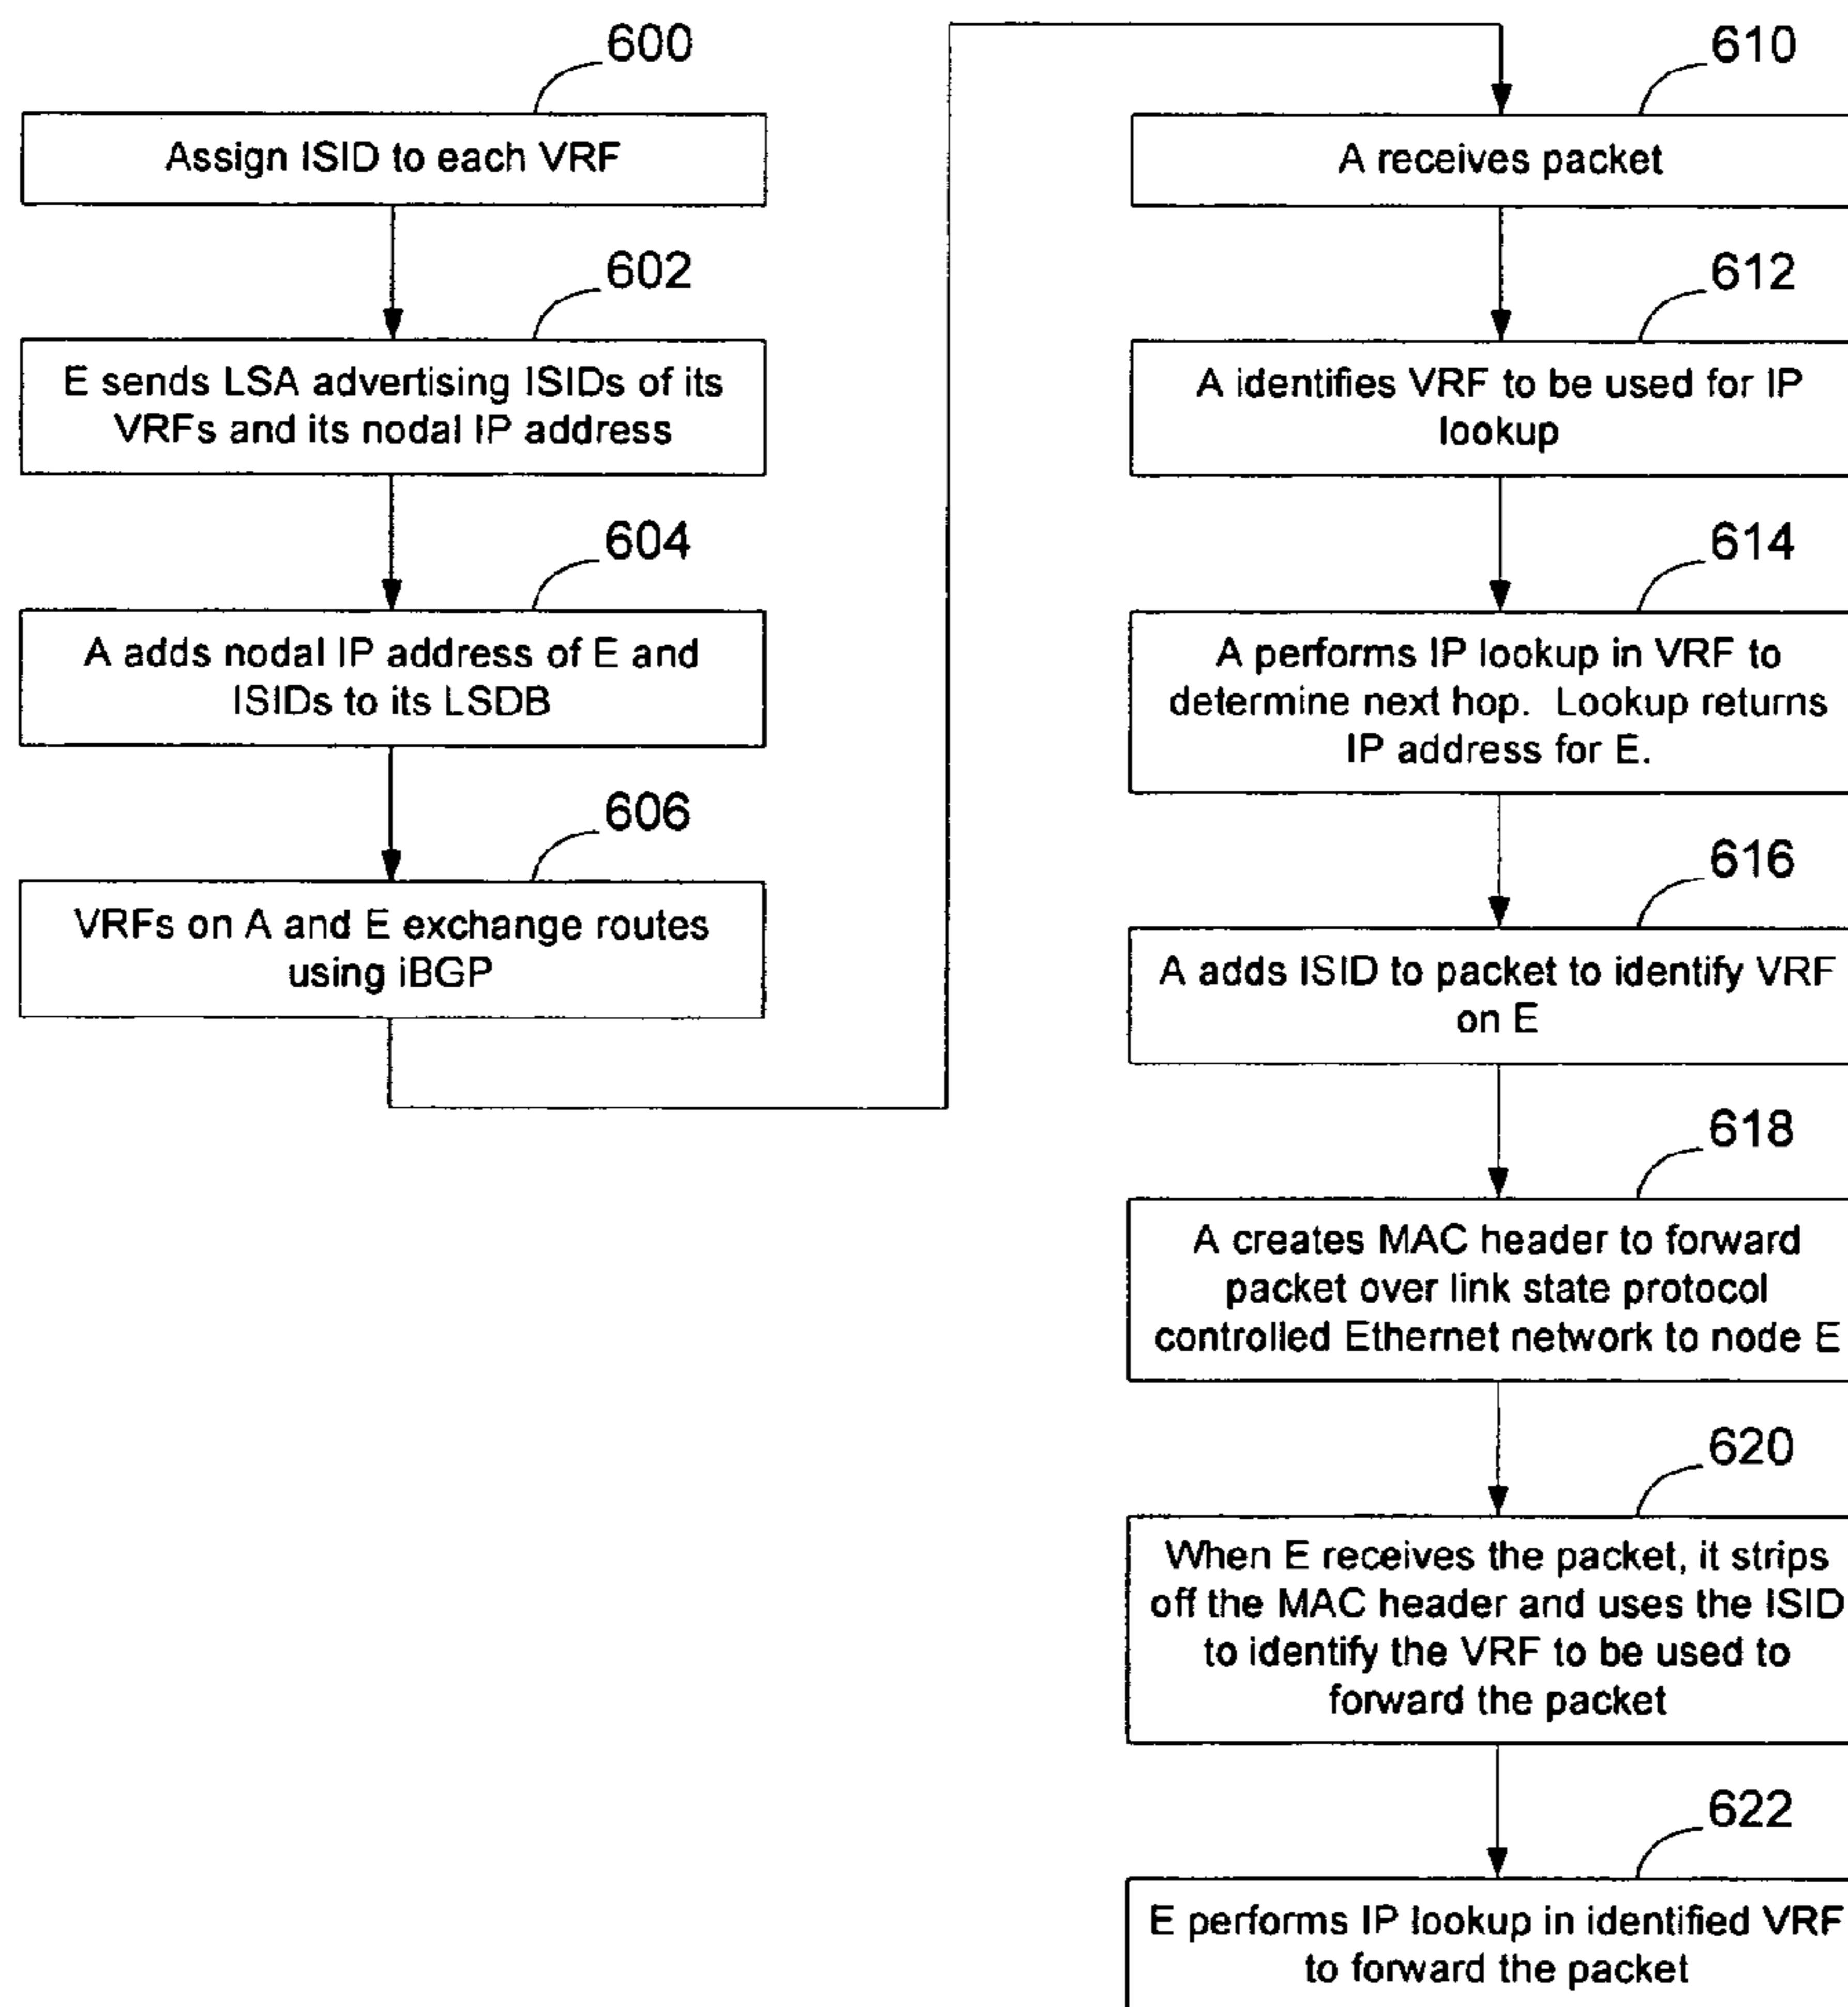 600
Assign ISID to each VRF
602
E sends LSA advertising ISIDs of its
VRFs and its nodal IP address
604
A adds nodal IP address of E and
ISIDs to its LSDB
606
VRFs on A and E exchange routes
using iBGP
610
A receives packet
612
A identifies VRF to be used for IP
lookup
614
A performs IP lookup in VRF to
determine next hop. Lookup returns
IP address for E.
616
A adds ISID to packet to identify VRF
on E
618
A creates MAC header to forward
packet over link state protocol
controlled Ethernet network to node E
620
When E receives the packet, it strips
off the MAC header and uses the ISID
to identify the VRF to be used to
forward the packet
622
E performs IP lookup in identified VRF
to forward the packet